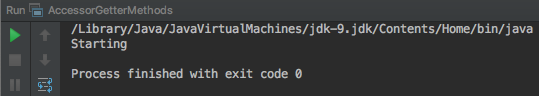 Run AccessorGetterMethods
/Library/Java/JavaVirtualMachines/jdk-9.jdk/Contents/Home/bin/java
Starting
Process finished with exit code 0